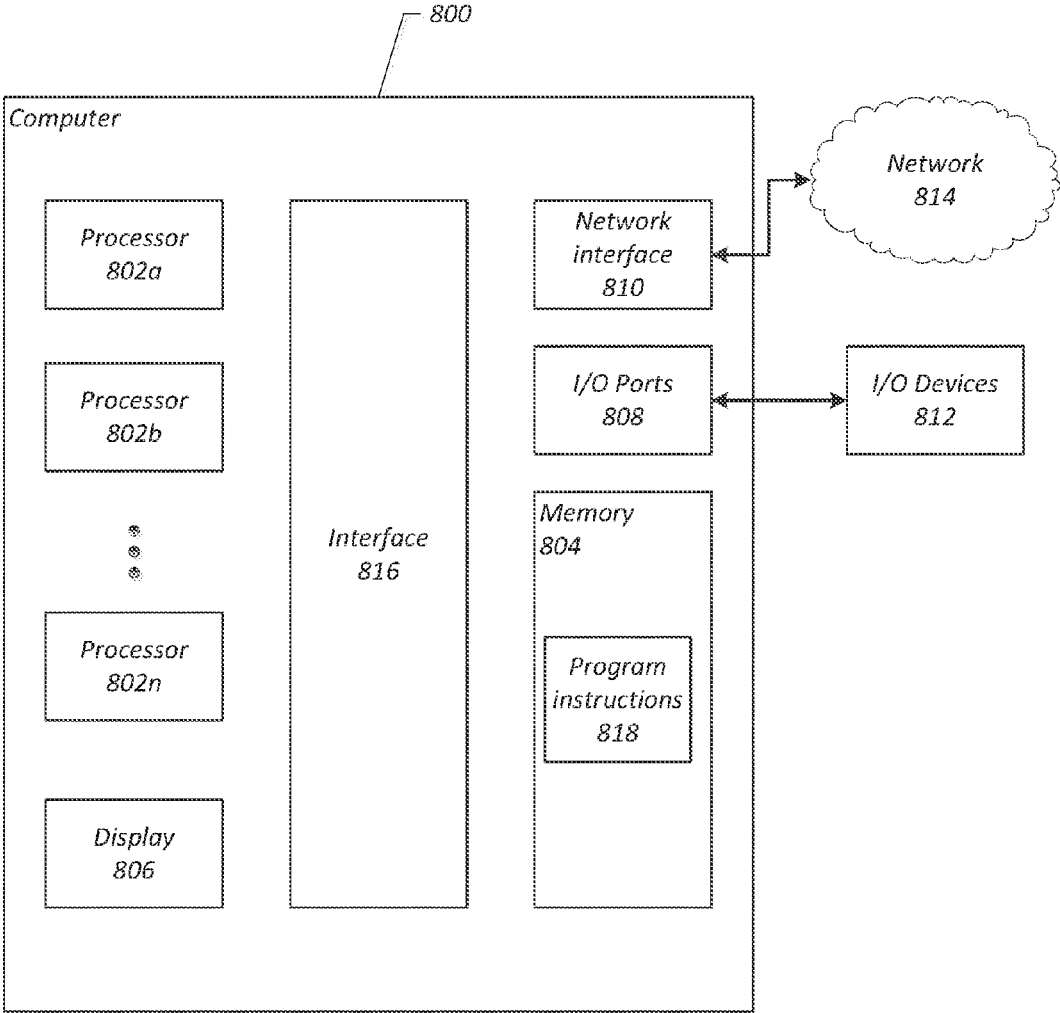 800
Computer
Network
814
Processor
802a
Network
interface
810
Processor
802b
I/O Ports
808
I/O Devices
812
Interface
816
Memory
804
Processor
802n
Program
instructions
818
Display
806